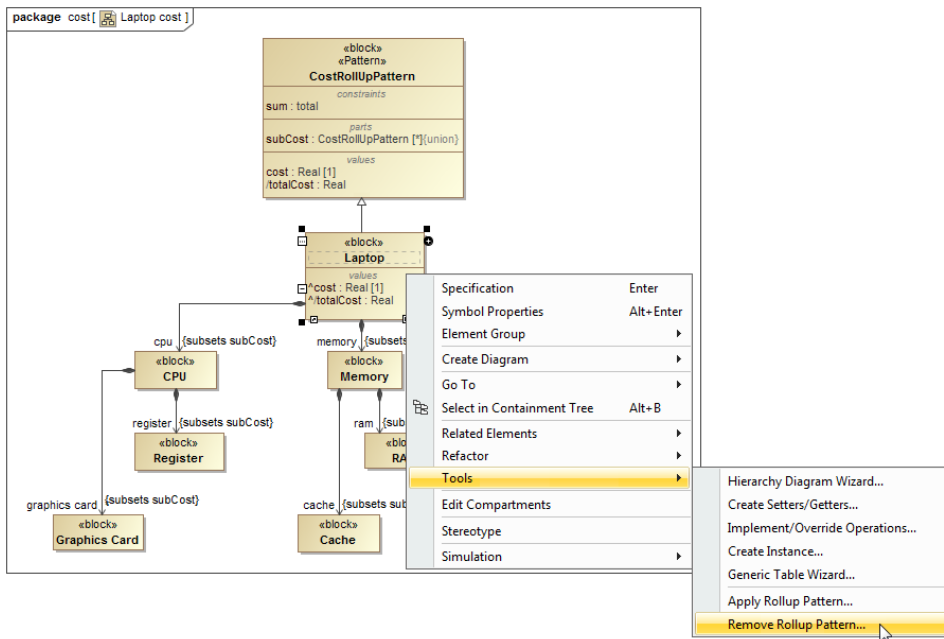 package cost [ Laptop cost ]
«block»
«Pattern»
CostRollUpPattern
constraints
sum : total
parts
subCost : CostRollUpPattern [*]{union}
values
cost : Real [1]
/totalCost : Real
«block»
Laptop
values
^cost : Real [1]
^/totalCost : Real
cpu {subsets subCost}
memory {subsets
«block»
CPU
«block»
Memory
register {subsets subCost}
ram
«block»
Register
graphics card {subsets subCost}
cache {subsets
«block»
Graphics Card
«block»
Cache
Specification Enter
Symbol Properties Alt+Enter
Element Group
Create Diagram
Go To
Select in Containment Tree Alt+B
Related Elements
Refactor
Tools
Edit Compartments
Stereotype
Simulation
Hierarchy Diagram Wizard...
Create Setters/Getters...
Implement/Override Operations...
Create Instance...
Generic Table Wizard...
Apply Rollup Pattern...
Remove Rollup Pattern...